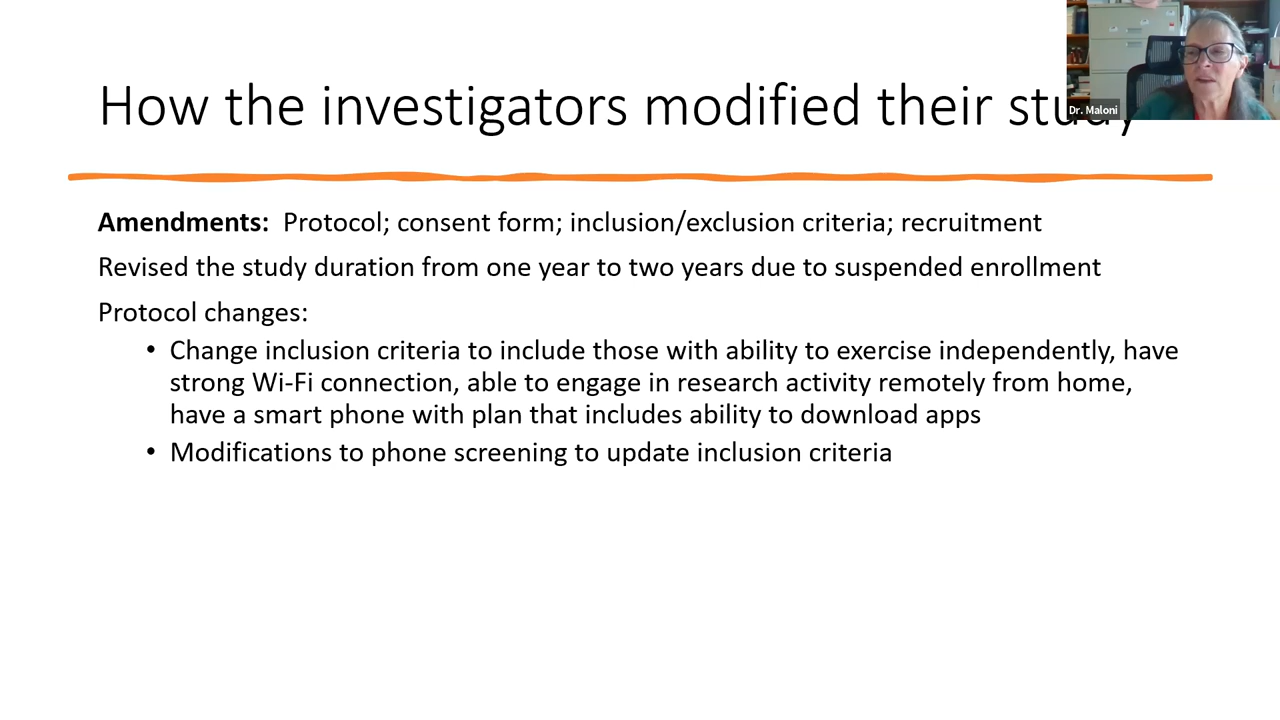 How the investigators modified their study
Dr. Maloni
Amendments: Protocol; consent form; inclusion/exclusion criteria; recruitment
Revised the study duration from one year to two years due to suspended enrollment
Protocol changes:
• Change inclusion criteria to include those with ability to exercise independently, have
strong Wi-Fi connection, able to engage in research activity remotely from home,
have a smart phone with plan that includes ability to download apps
• Modifications to phone screening to update inclusion criteria